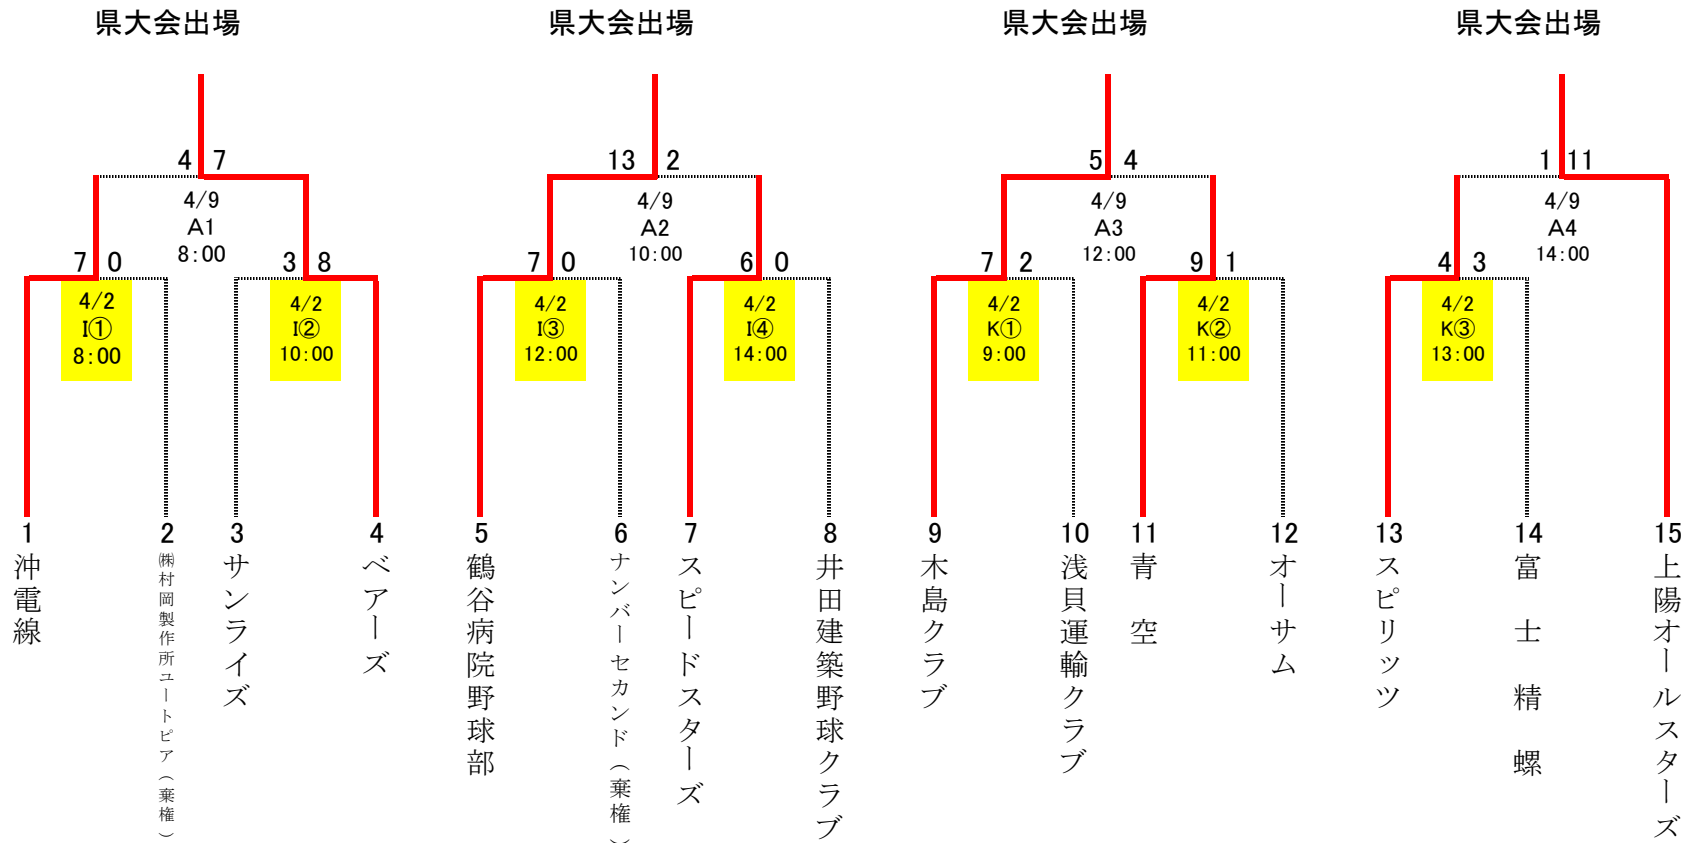 県大会出場 県大会出場 県大会出場 県大会出場
4 7 13 2 5 4 1 11
4/9 4/9 4/9 4/9
A1 A2 A3 A4
8:00 10:00 12:00 14:00
7 0 3 8 7 0 6 0 7 2 9 1 4 3
4/2 4/2 4/2 4/2 4/2 4/2 4/2
I① I② I③ I④ K① K② K③
8:00 10:00 12:00 14:00 9:00 11:00 13:00
1 2 3 4 5 6 7 8 9 10 11 12 13 14 15
沖電線
㈱村岡製作所ユートピア(棄権)
サンライズ
ベアーズ
鶴谷病院野球部
ナンバーセカンド(棄権)
スピードスターズ
井田建築野球クラブ
木島クラブ
浅貝運輸クラブ
青空
オーサム
スピリッツ
富士精螺
上陽オールスターズ